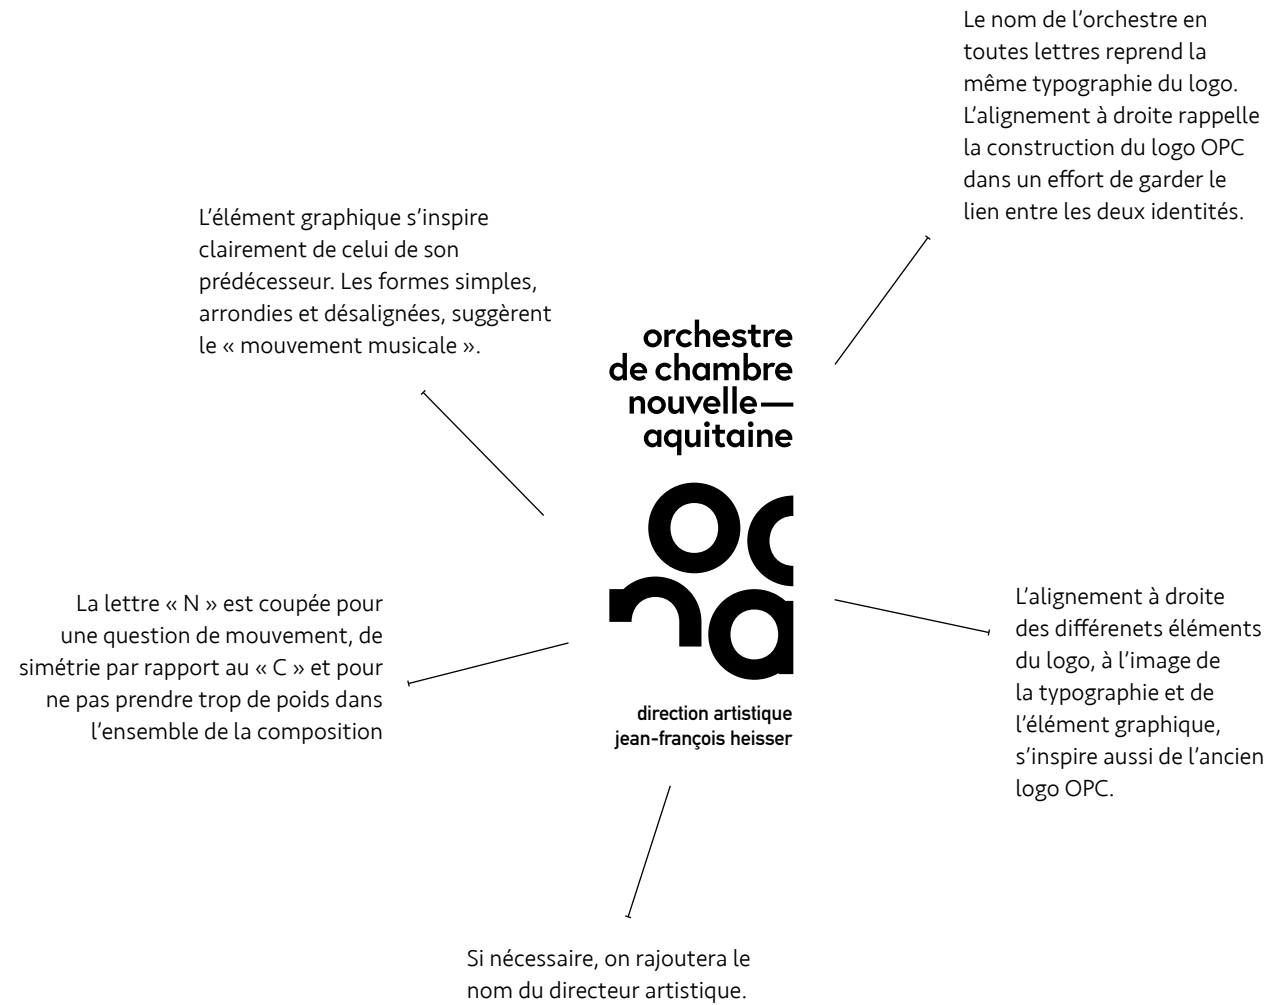 Le nom de l’orchestre en
toutes lettres reprend la
même typographie du logo.
L’alignement à droite rappelle
la construction du logo OPC
dans un effort de garder le
lien entre les deux identités.
L’élément graphique s’inspire
clairement de celui de son
prédécesseur. Les formes simples,
arrondies et désalignées, suggèrent
le « mouvement musicale ».
orchestre
de chambre
nouvelle—
aquitaine
oc
na
La lettre « N » est coupée pour
une question de mouvement, de
simétrie par rapport au « C » et pour
ne pas prendre trop de poids dans
l’ensemble de la composition
L’alignement à droite
des différenets éléments
du logo, à l’image de
la typographie et de
l’élément graphique,
s’inspire aussi de l’ancien
logo OPC.
direction artistique
jean-françois heisser
Si nécessaire, on rajoutera le
nom du directeur artistique.